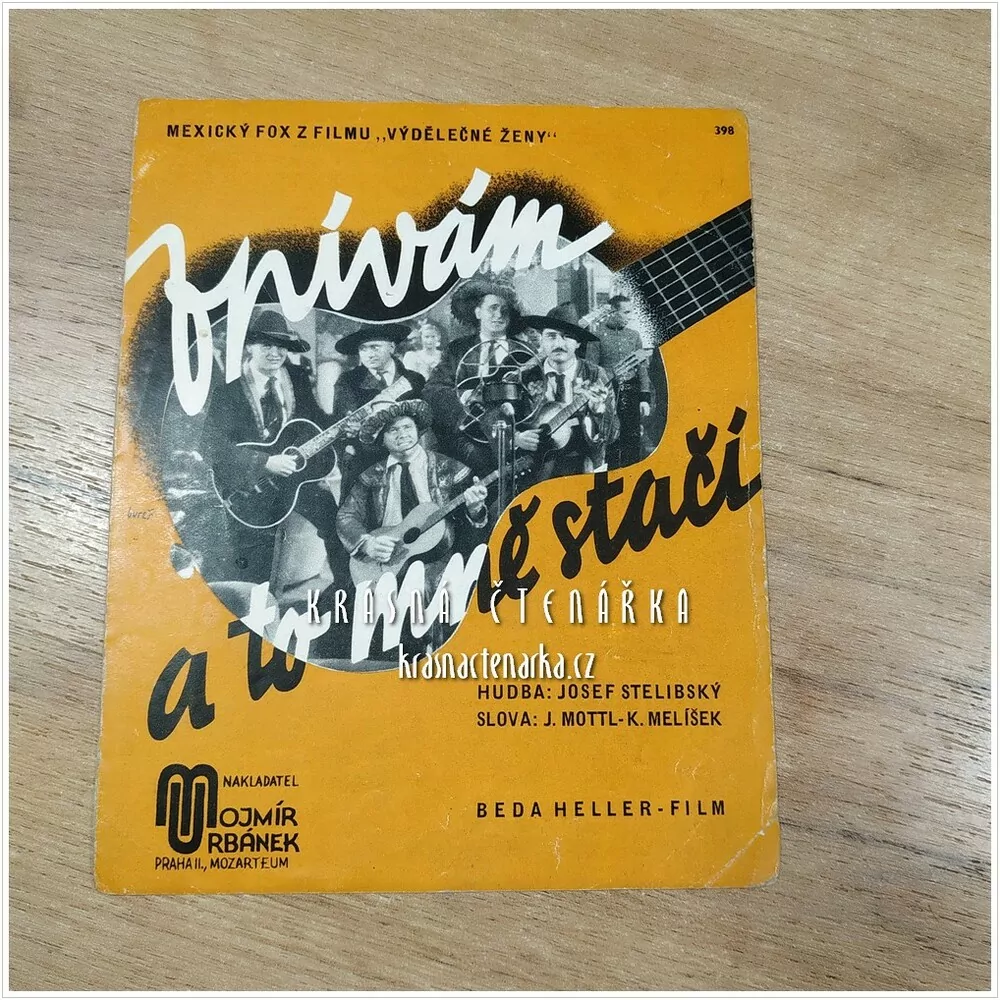 MEXICKÝ FOX Z FILMU „VÝDĚLEČNÉ ŽENY“
398
Zpívám
a to mně stačí
bureš
KRÁSNÁ ČTENÁŘKA
krasnactenarka.cz
HUDBA: JOSEF STELIBSKÝ
SLOVA: J. MOTTL-K. MELÍŠEK
NAKLADATEL
MOJMÍR
URBÁNEK
PRAHA II., MOZARTEUM
BEDA HELLER-FILM